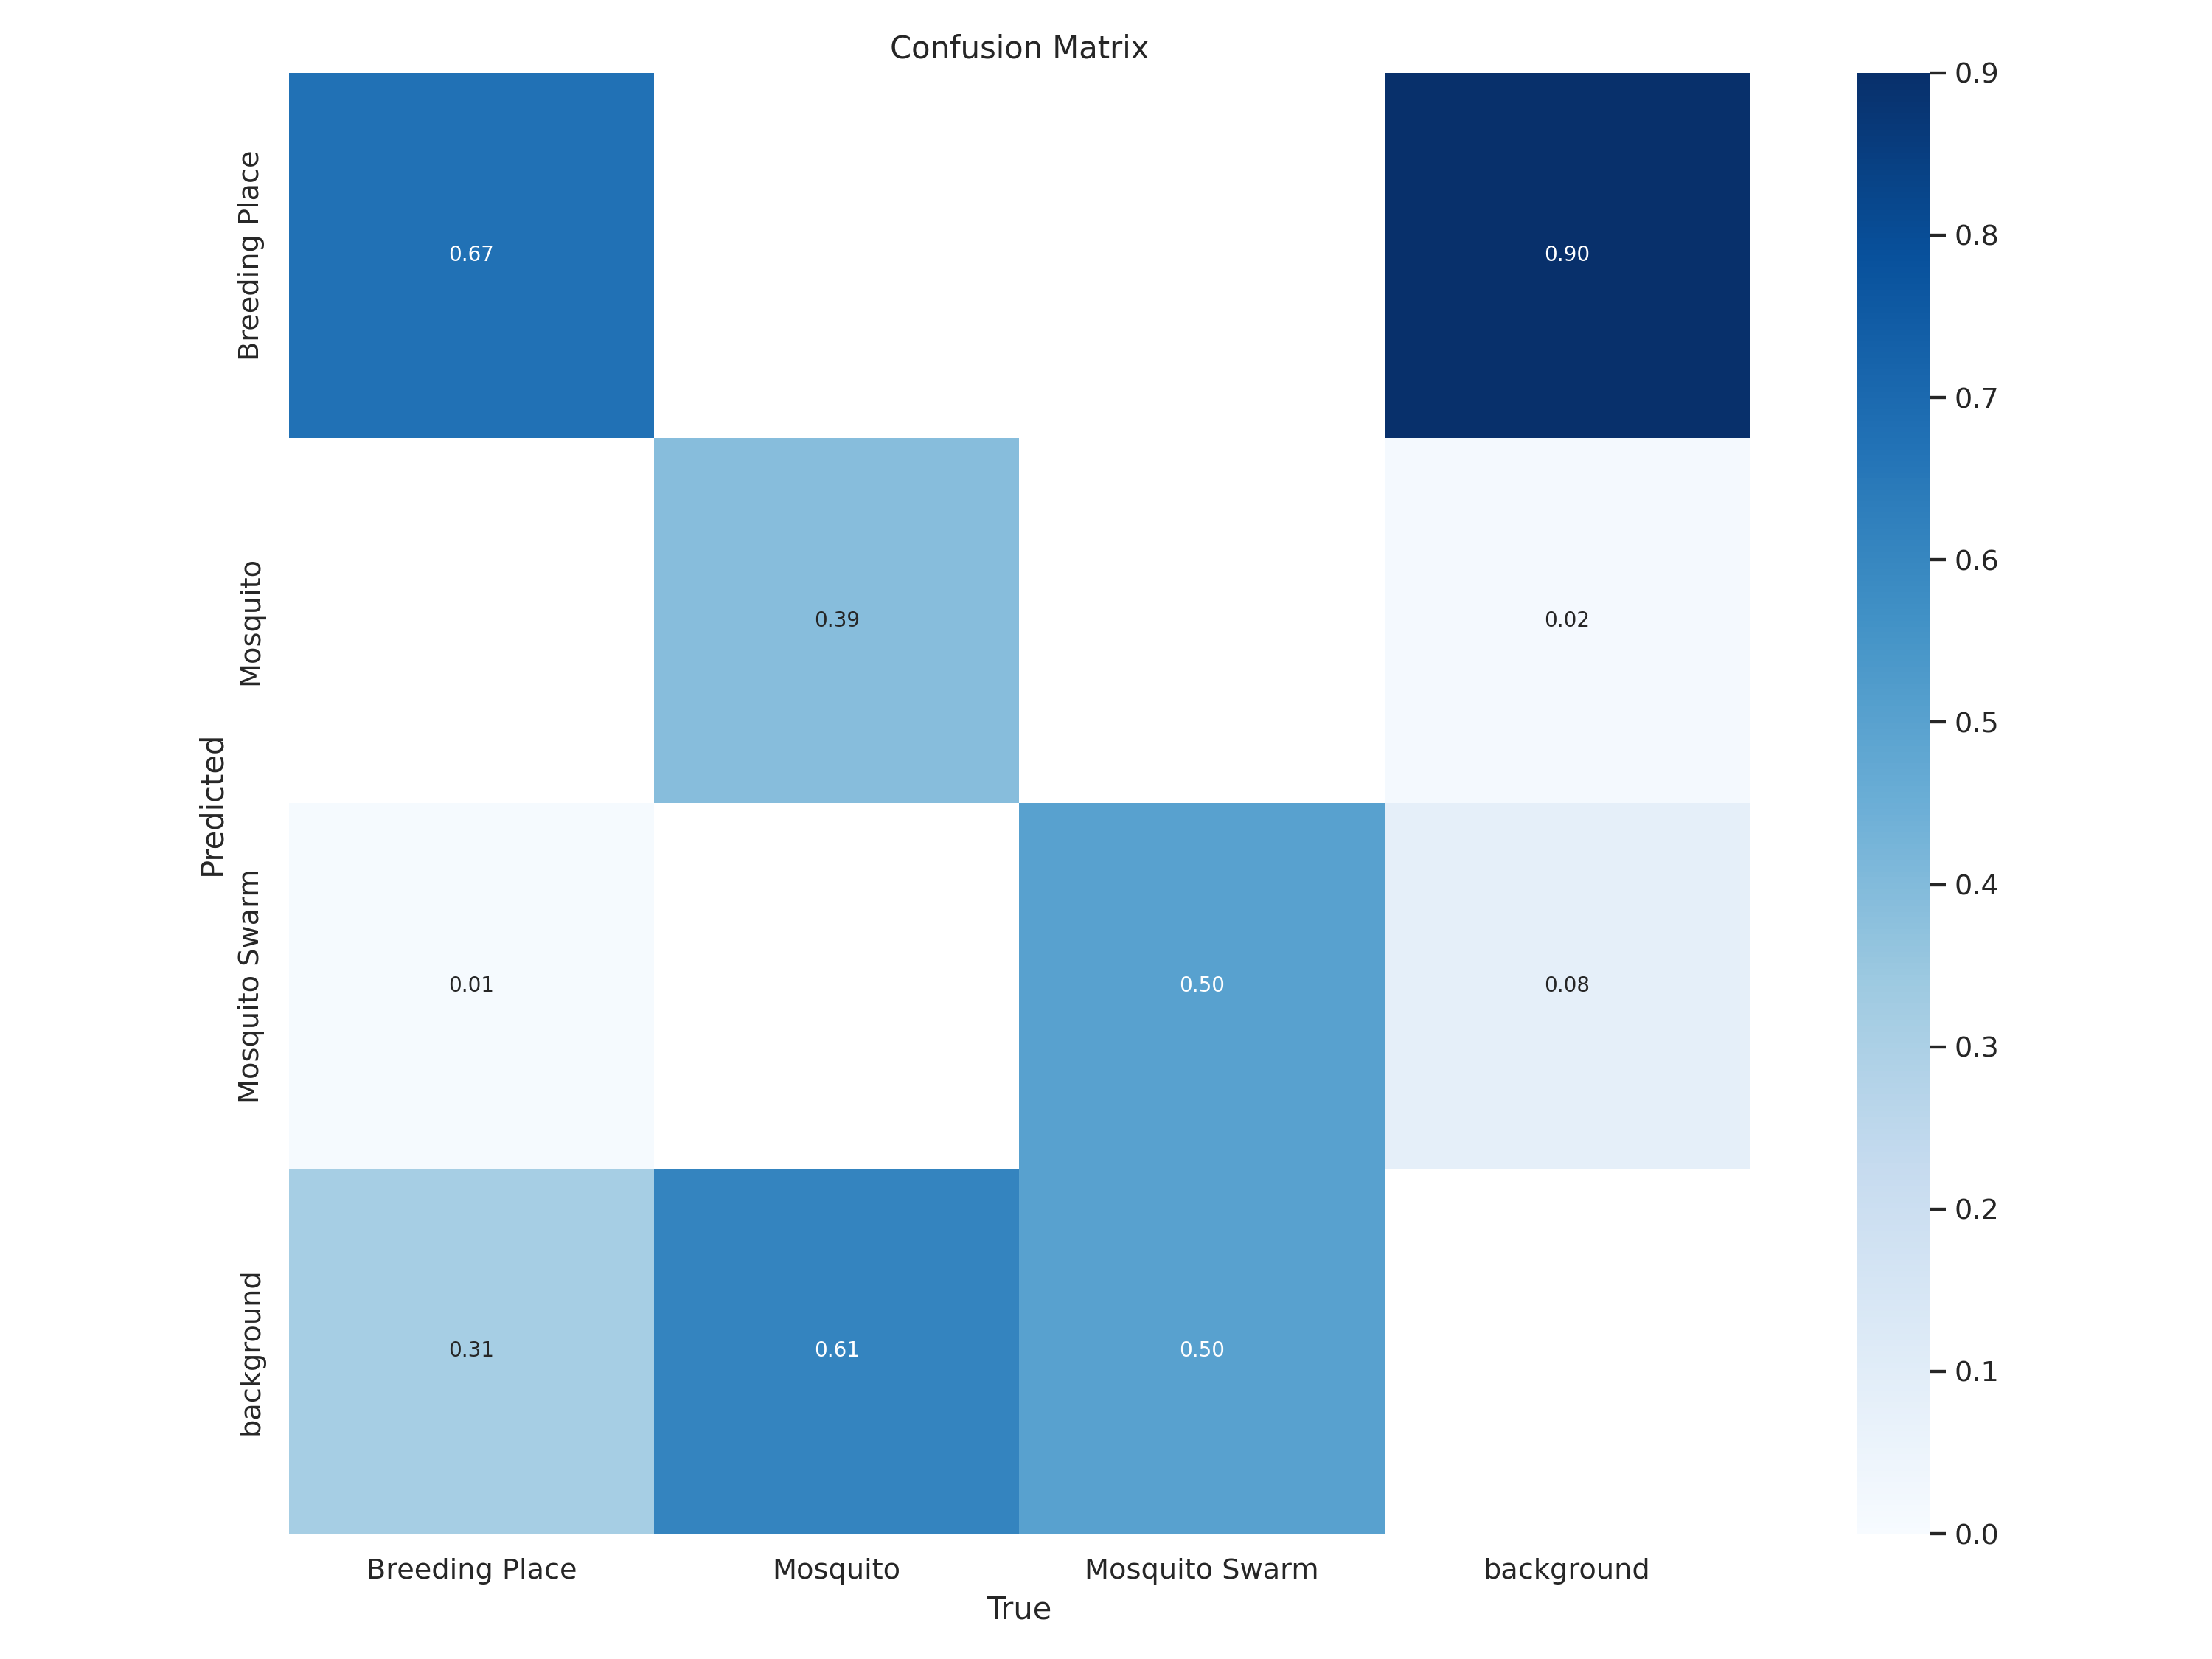 Confusion Matrix
Breeding Place
0.67
0.90
Mosquito
0.39
0.02
Mosquito Swarm
0.01
0.50
0.08
background
0.31
0.61
0.50
Predicted
Breeding Place
Mosquito
Mosquito Swarm
background
True
0.9
0.8
0.7
0.6
0.5
0.4
0.3
0.2
0.1
0.0